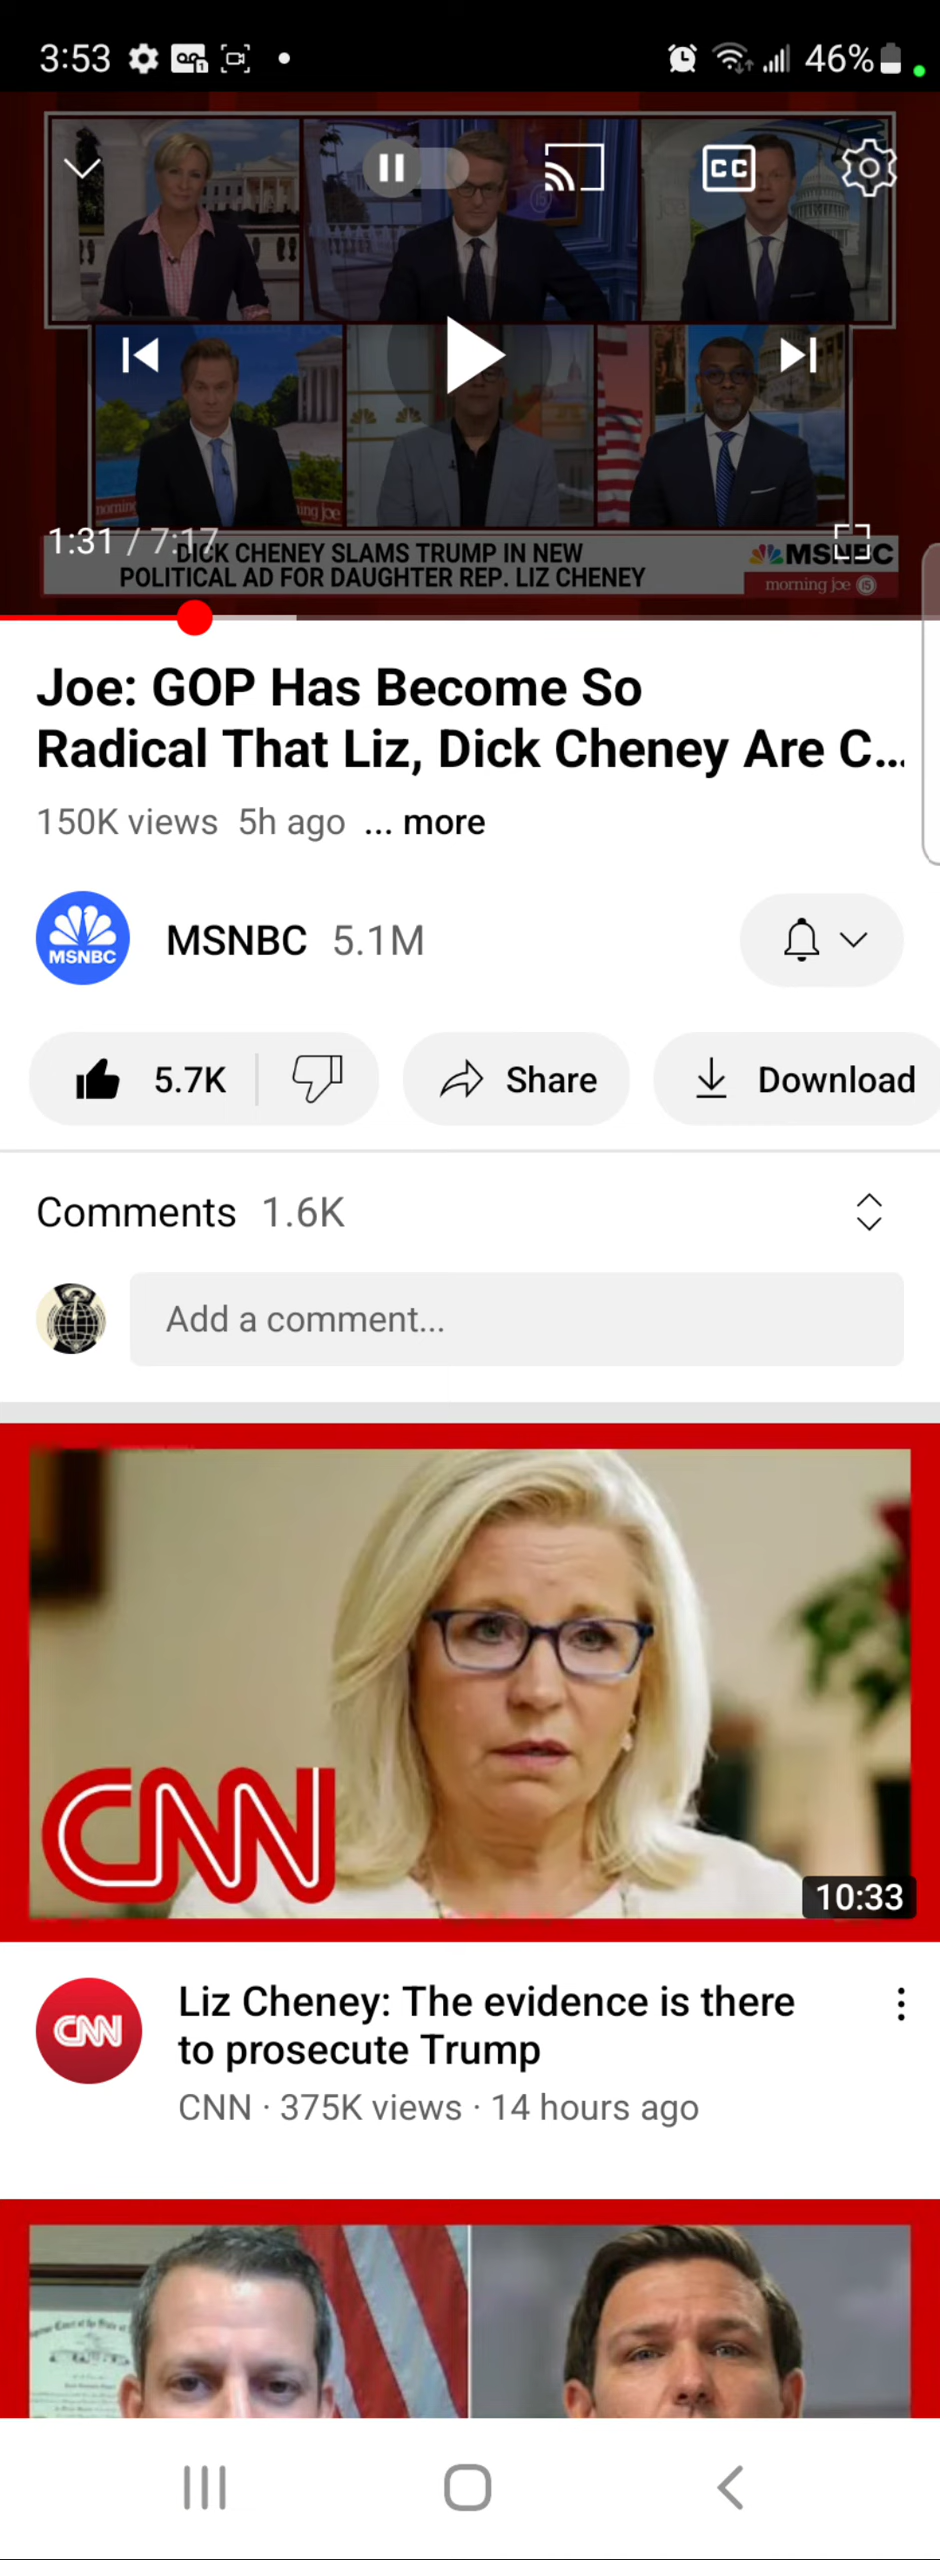 3:53
46%
CC
1:31 / 7:17
DICK CHENEY SLAMS TRUMP IN NEW
POLITICAL AD FOR DAUGHTER REP. LIZ CHENEY
MSNBC
morning joe
Joe: GOP Has Become So
Radical That Liz, Dick Cheney Are C...
150K views 5h ago ... more
MSNBC
MSNBC 5.1M
5.7K
Share
Download
Comments 1.6K
Add a comment...
CNN
10:33
CNN
Liz Cheney: The evidence is there
to prosecute Trump
CNN · 375K views · 14 hours ago